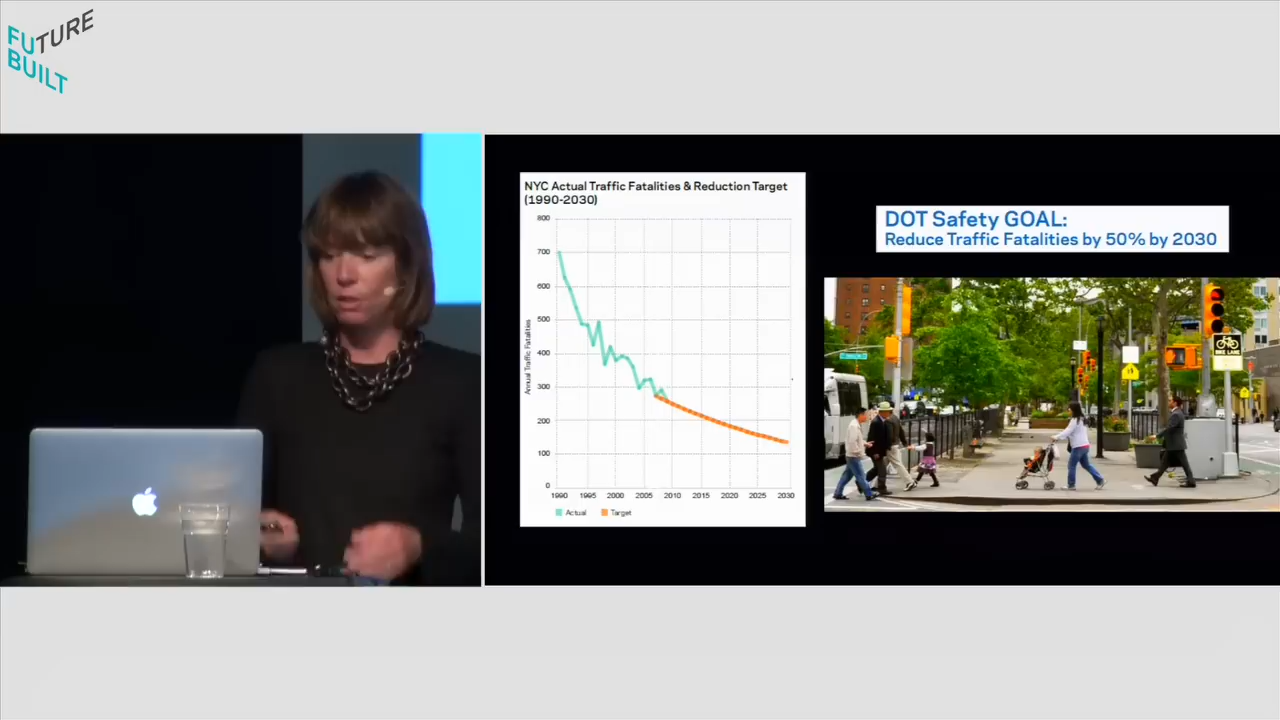 FUTURE
BUILT
NYC Actual Traffic Fatalities & Reduction Target
(1990-2030)
800
700
600
500
400
300
200
100
0
Annual Traffic Fatalities
1990 1995 2000 2005 2010 2015 2020 2025 2030
Actual Target
DOT Safety GOAL:
Reduce Traffic Fatalities by 50% by 2030
BIKE LANE